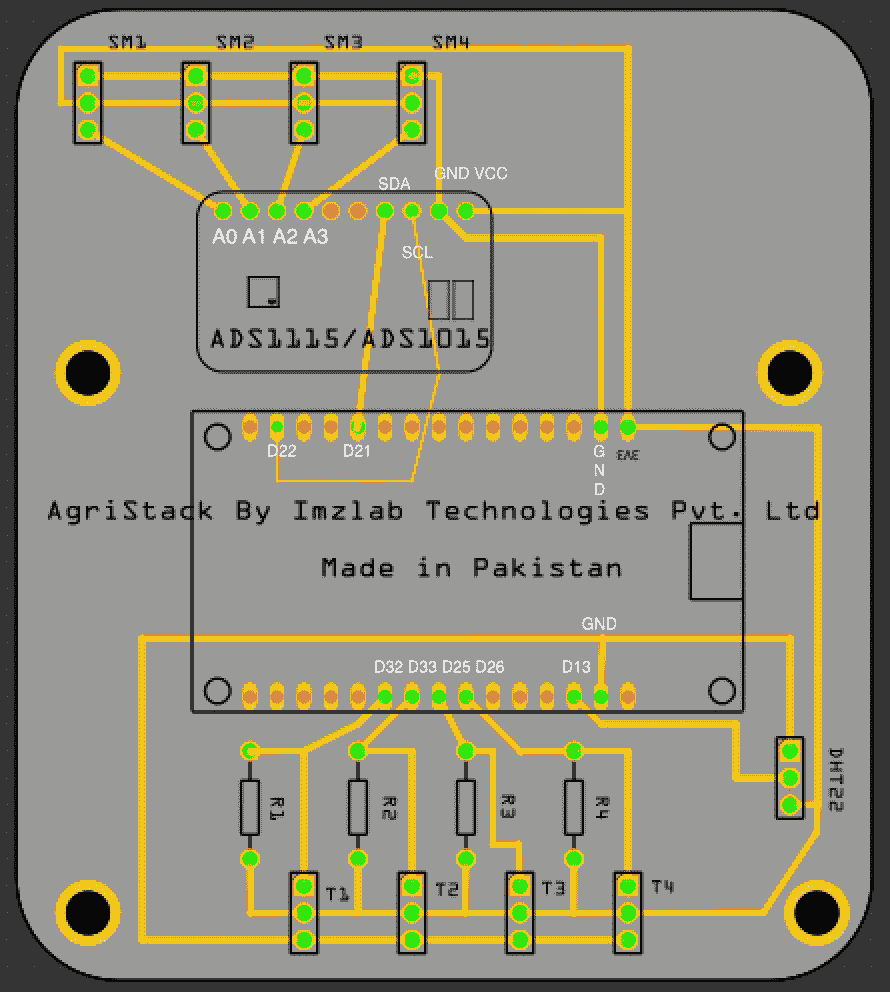 SM1 SM2 SM3 SM4
GND VCC
SDA
A0 A1 A2 A3
SCL
ADS1115/ADS1015
D22 D21 GND 3V3
AgriStack By Imzlab Technologies Pvt. Ltd
Made in Pakistan
GND
D32 D33 D25 D26 D13
DHT22
R1 R2 R3 R4
T1 T2 T3 T4